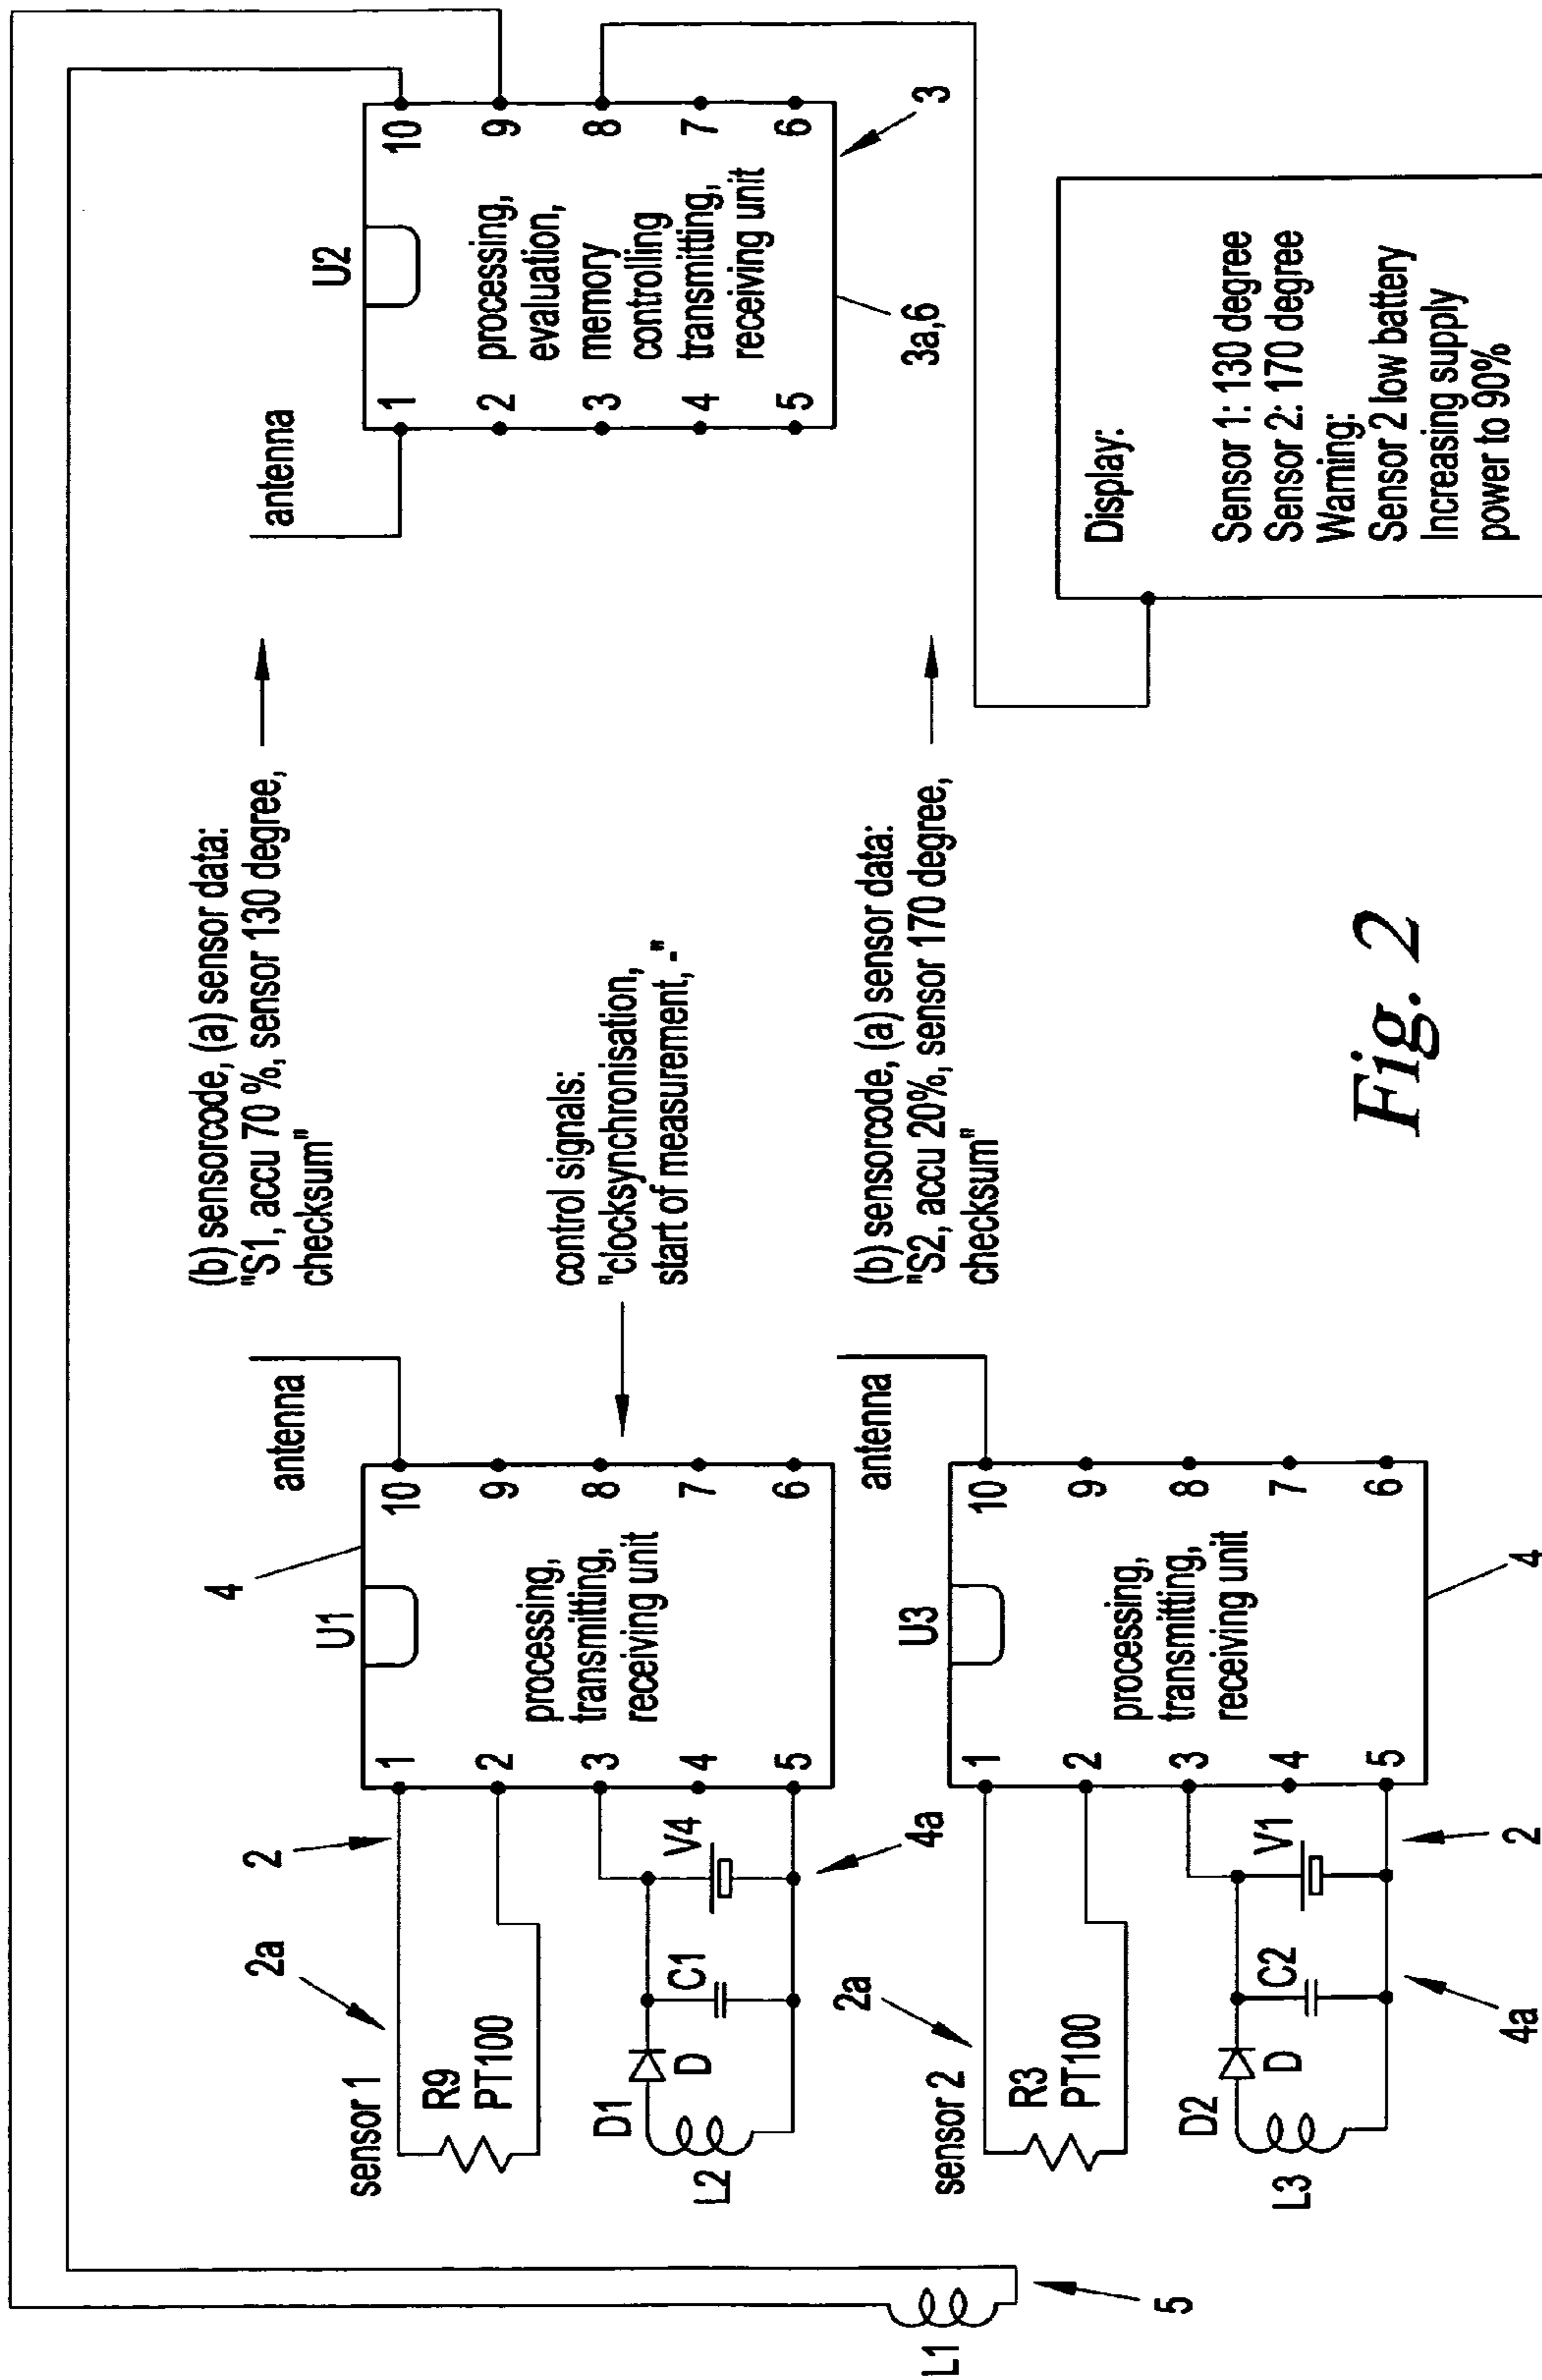 L1
5
sensor 1
R9
PT100
2a
2
D1
D
L2
C1
V4
4a
U1
4
1
2
3
4
5
10
9
8
7
6
processing,
transmitting,
receiving unit
antenna
sensor 2
R3
PT100
2a
D2
D
L3
C2
V1
4a
2
U3
4
1
2
3
4
5
10
9
8
7
6
processing,
transmitting,
receiving unit
antenna
(b) sensorcode, (a) sensor data:
"S1, accu 70 %, sensor 130 degree,
checksum"
control signals:
"clocksynchronisation,
start of measurement, -"
(b) sensorcode, (a) sensor data:
"S2, accu 20%, sensor 170 degree,
checksum"
antenna
U2
1
2
3
4
5
10
9
8
7
6
processing,
evaluation,
memory
controlling
transmitting,
receiving unit
3a,6
3
Display:
Sensor 1: 130 degree
Sensor 2: 170 degree
Warning:
Sensor 2 low battery
Increasing supply
power to 90%
Fig. 2